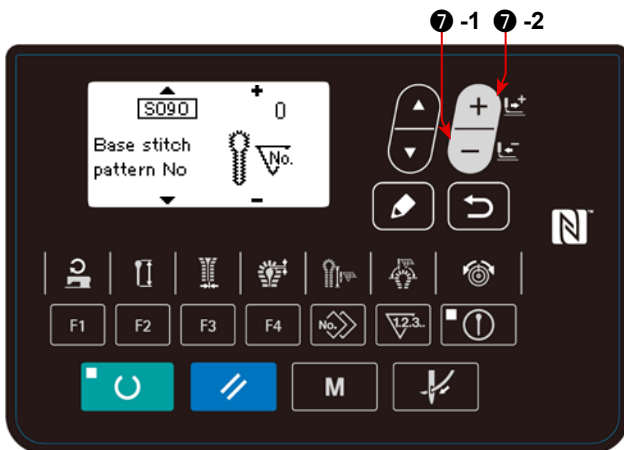 ❼ -1 ❼ -2
S090
+
0
Base stitch
pattern No
No.
-
+
-
F1
F2
F3
F4
No.
1.2.3..
M